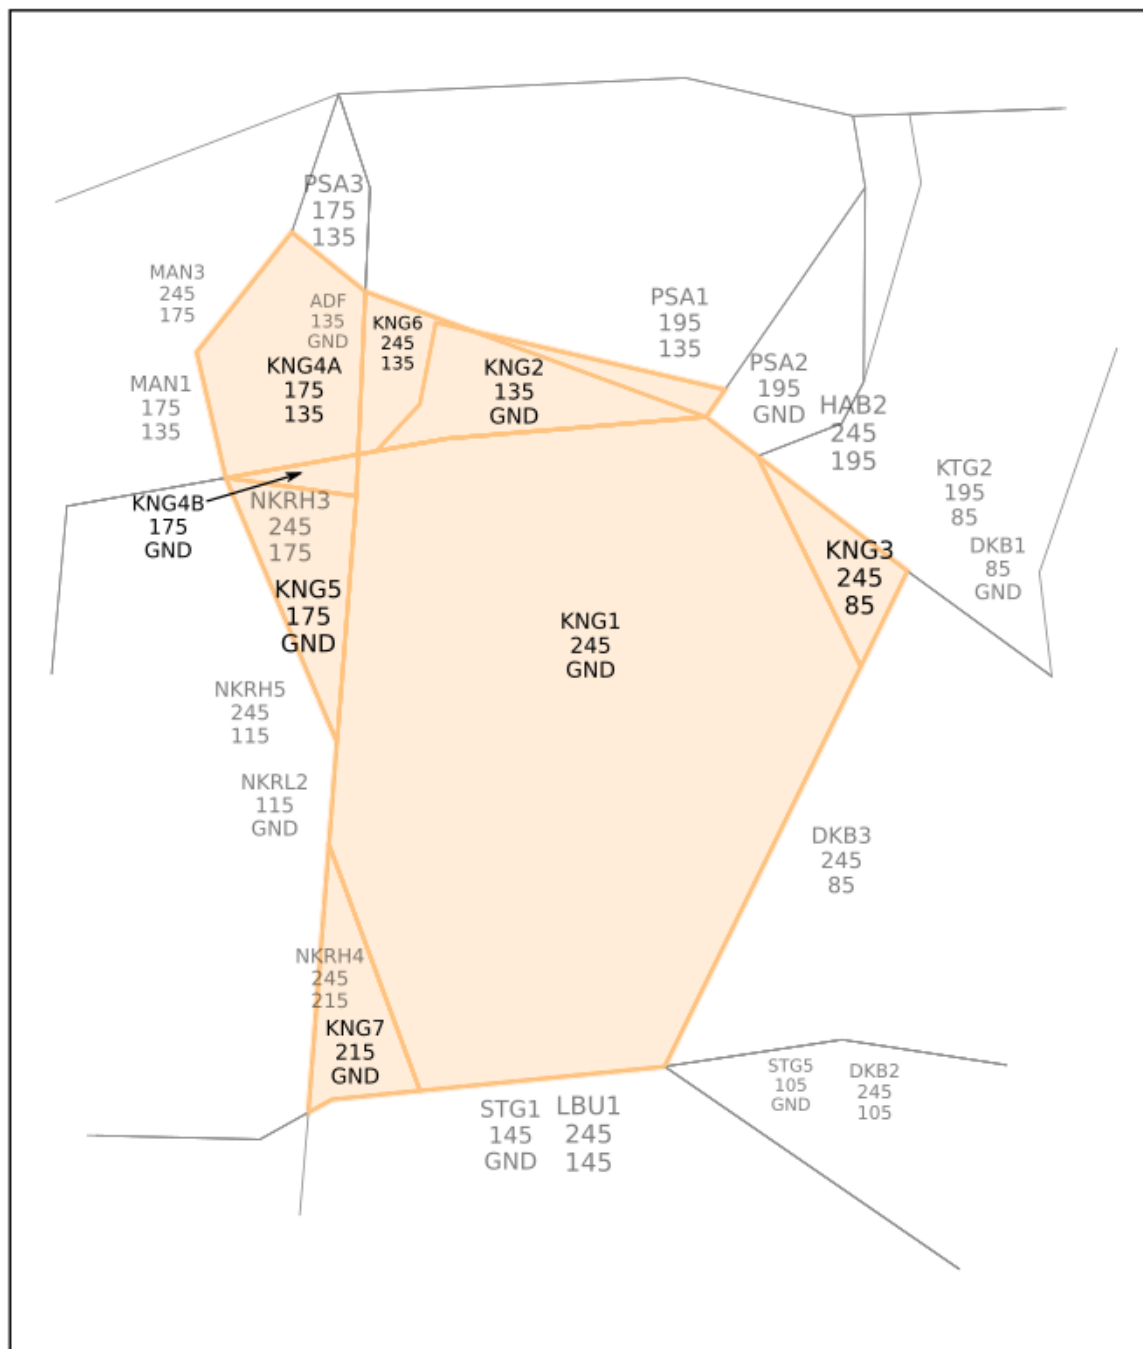 PSA3
175
135
MAN3
245
175
ADF
135
GND
KNG6
245
135
PSA1
195
135
KNG4A
175
135
KNG2
135
GND
PSA2
195
GND
MAN1
175
135
HAB2
245
195
KTG2
195
85
KNG4B
175
GND
NKRH3
245
175
KNG3
245
85
DKB1
85
GND
KNG5
175
GND
KNG1
245
GND
NKRH5
245
115
NKRL2
115
GND
DKB3
245
85
NKRH4
245
215
KNG7
215
GND
STG1
145
GND
LBU1
245
145
STG5
105
GND
DKB2
245
105